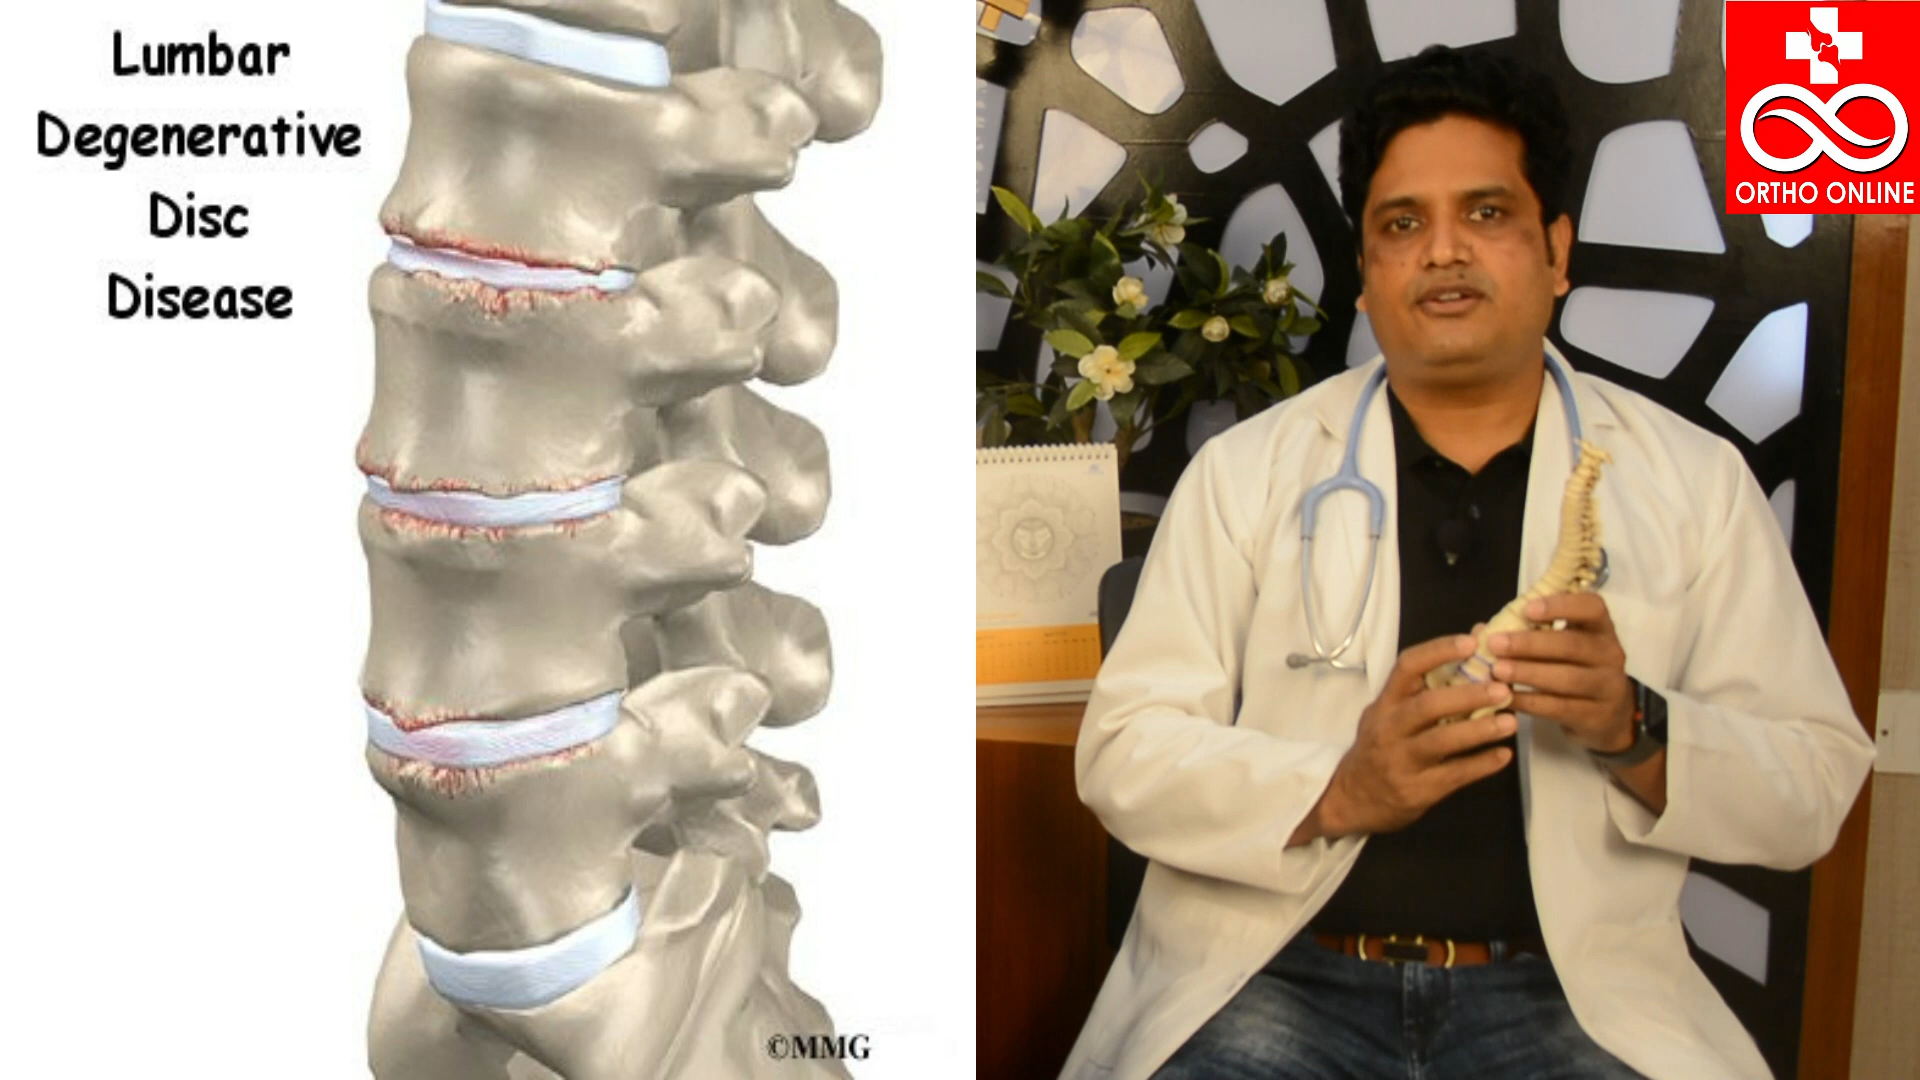 Lumbar
Degenerative
Disc
Disease
©MMG
ORTHO ONLINE